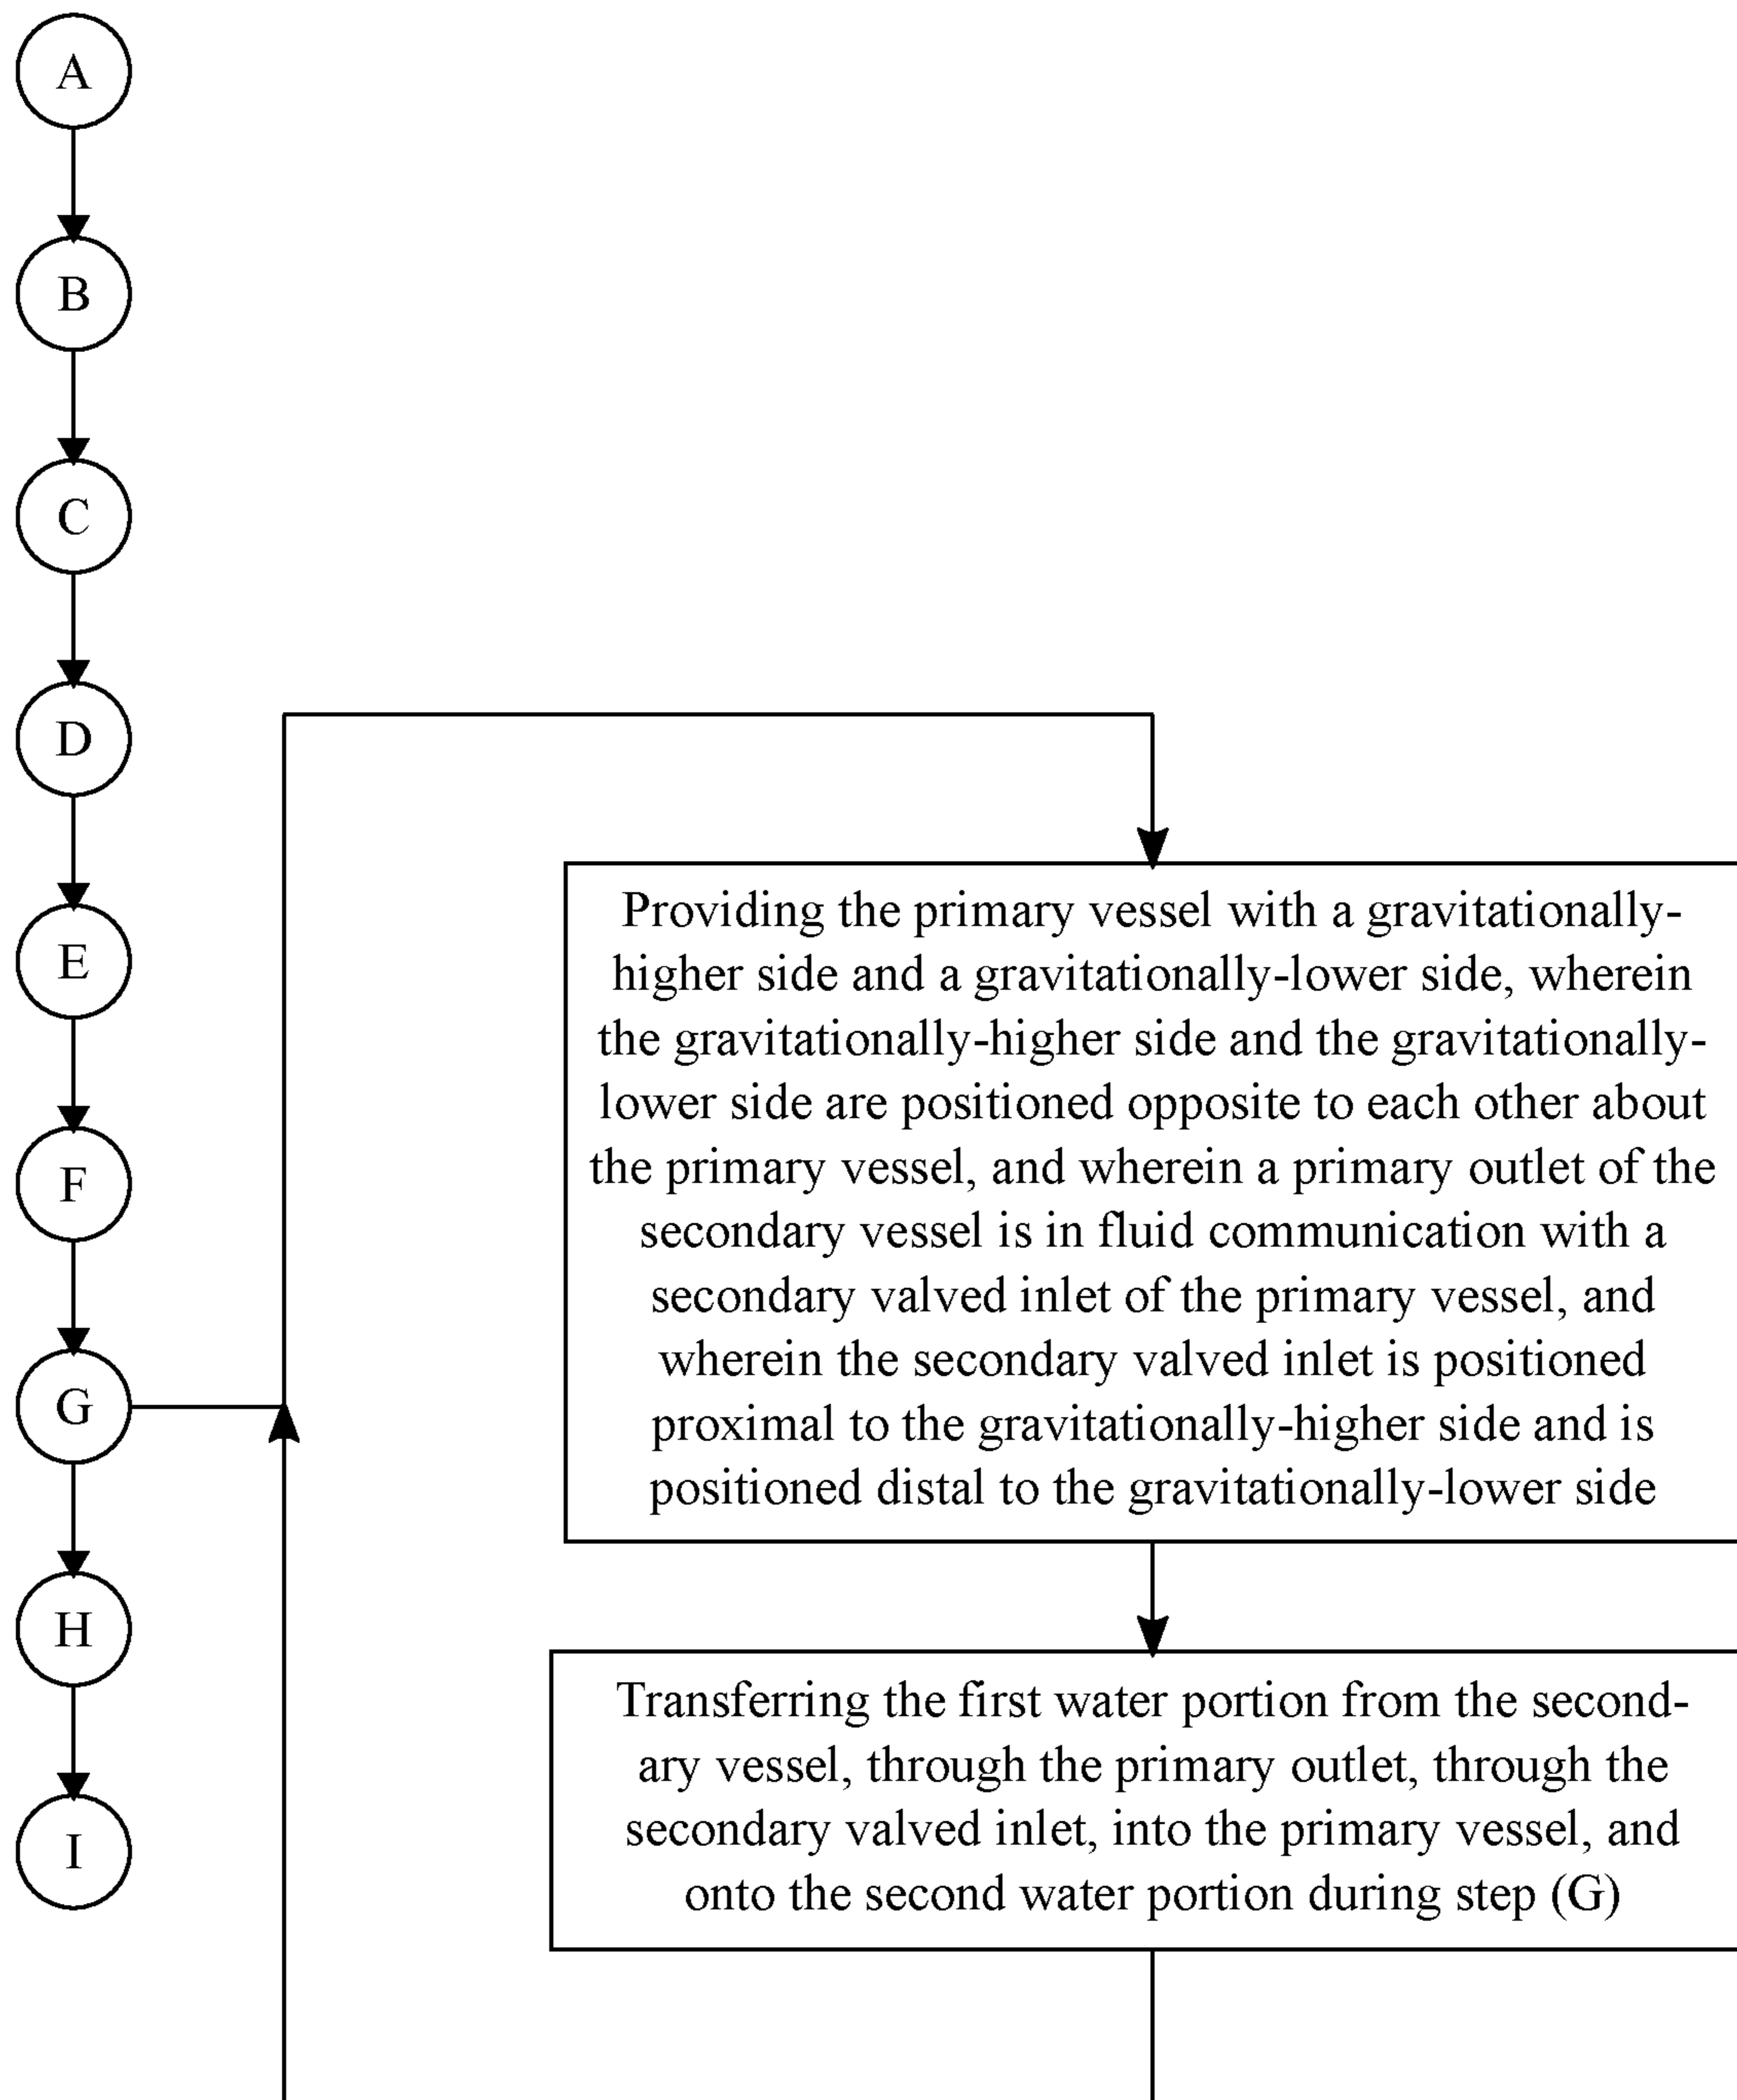 A
B
C
D
E
F
G
H
I
Providing the primary vessel with a gravitationally-
higher side and a gravitationally-lower side, wherein
the gravitationally-higher side and the gravitationally-
lower side are positioned opposite to each other about
the primary vessel, and wherein a primary outlet of the
secondary vessel is in fluid communication with a
secondary valved inlet of the primary vessel, and
wherein the secondary valved inlet is positioned
proximal to the gravitationally-higher side and is
positioned distal to the gravitationally-lower side
Transferring the first water portion from the second-
ary vessel, through the primary outlet, through the
secondary valved inlet, into the primary vessel, and
onto the second water portion during step (G)